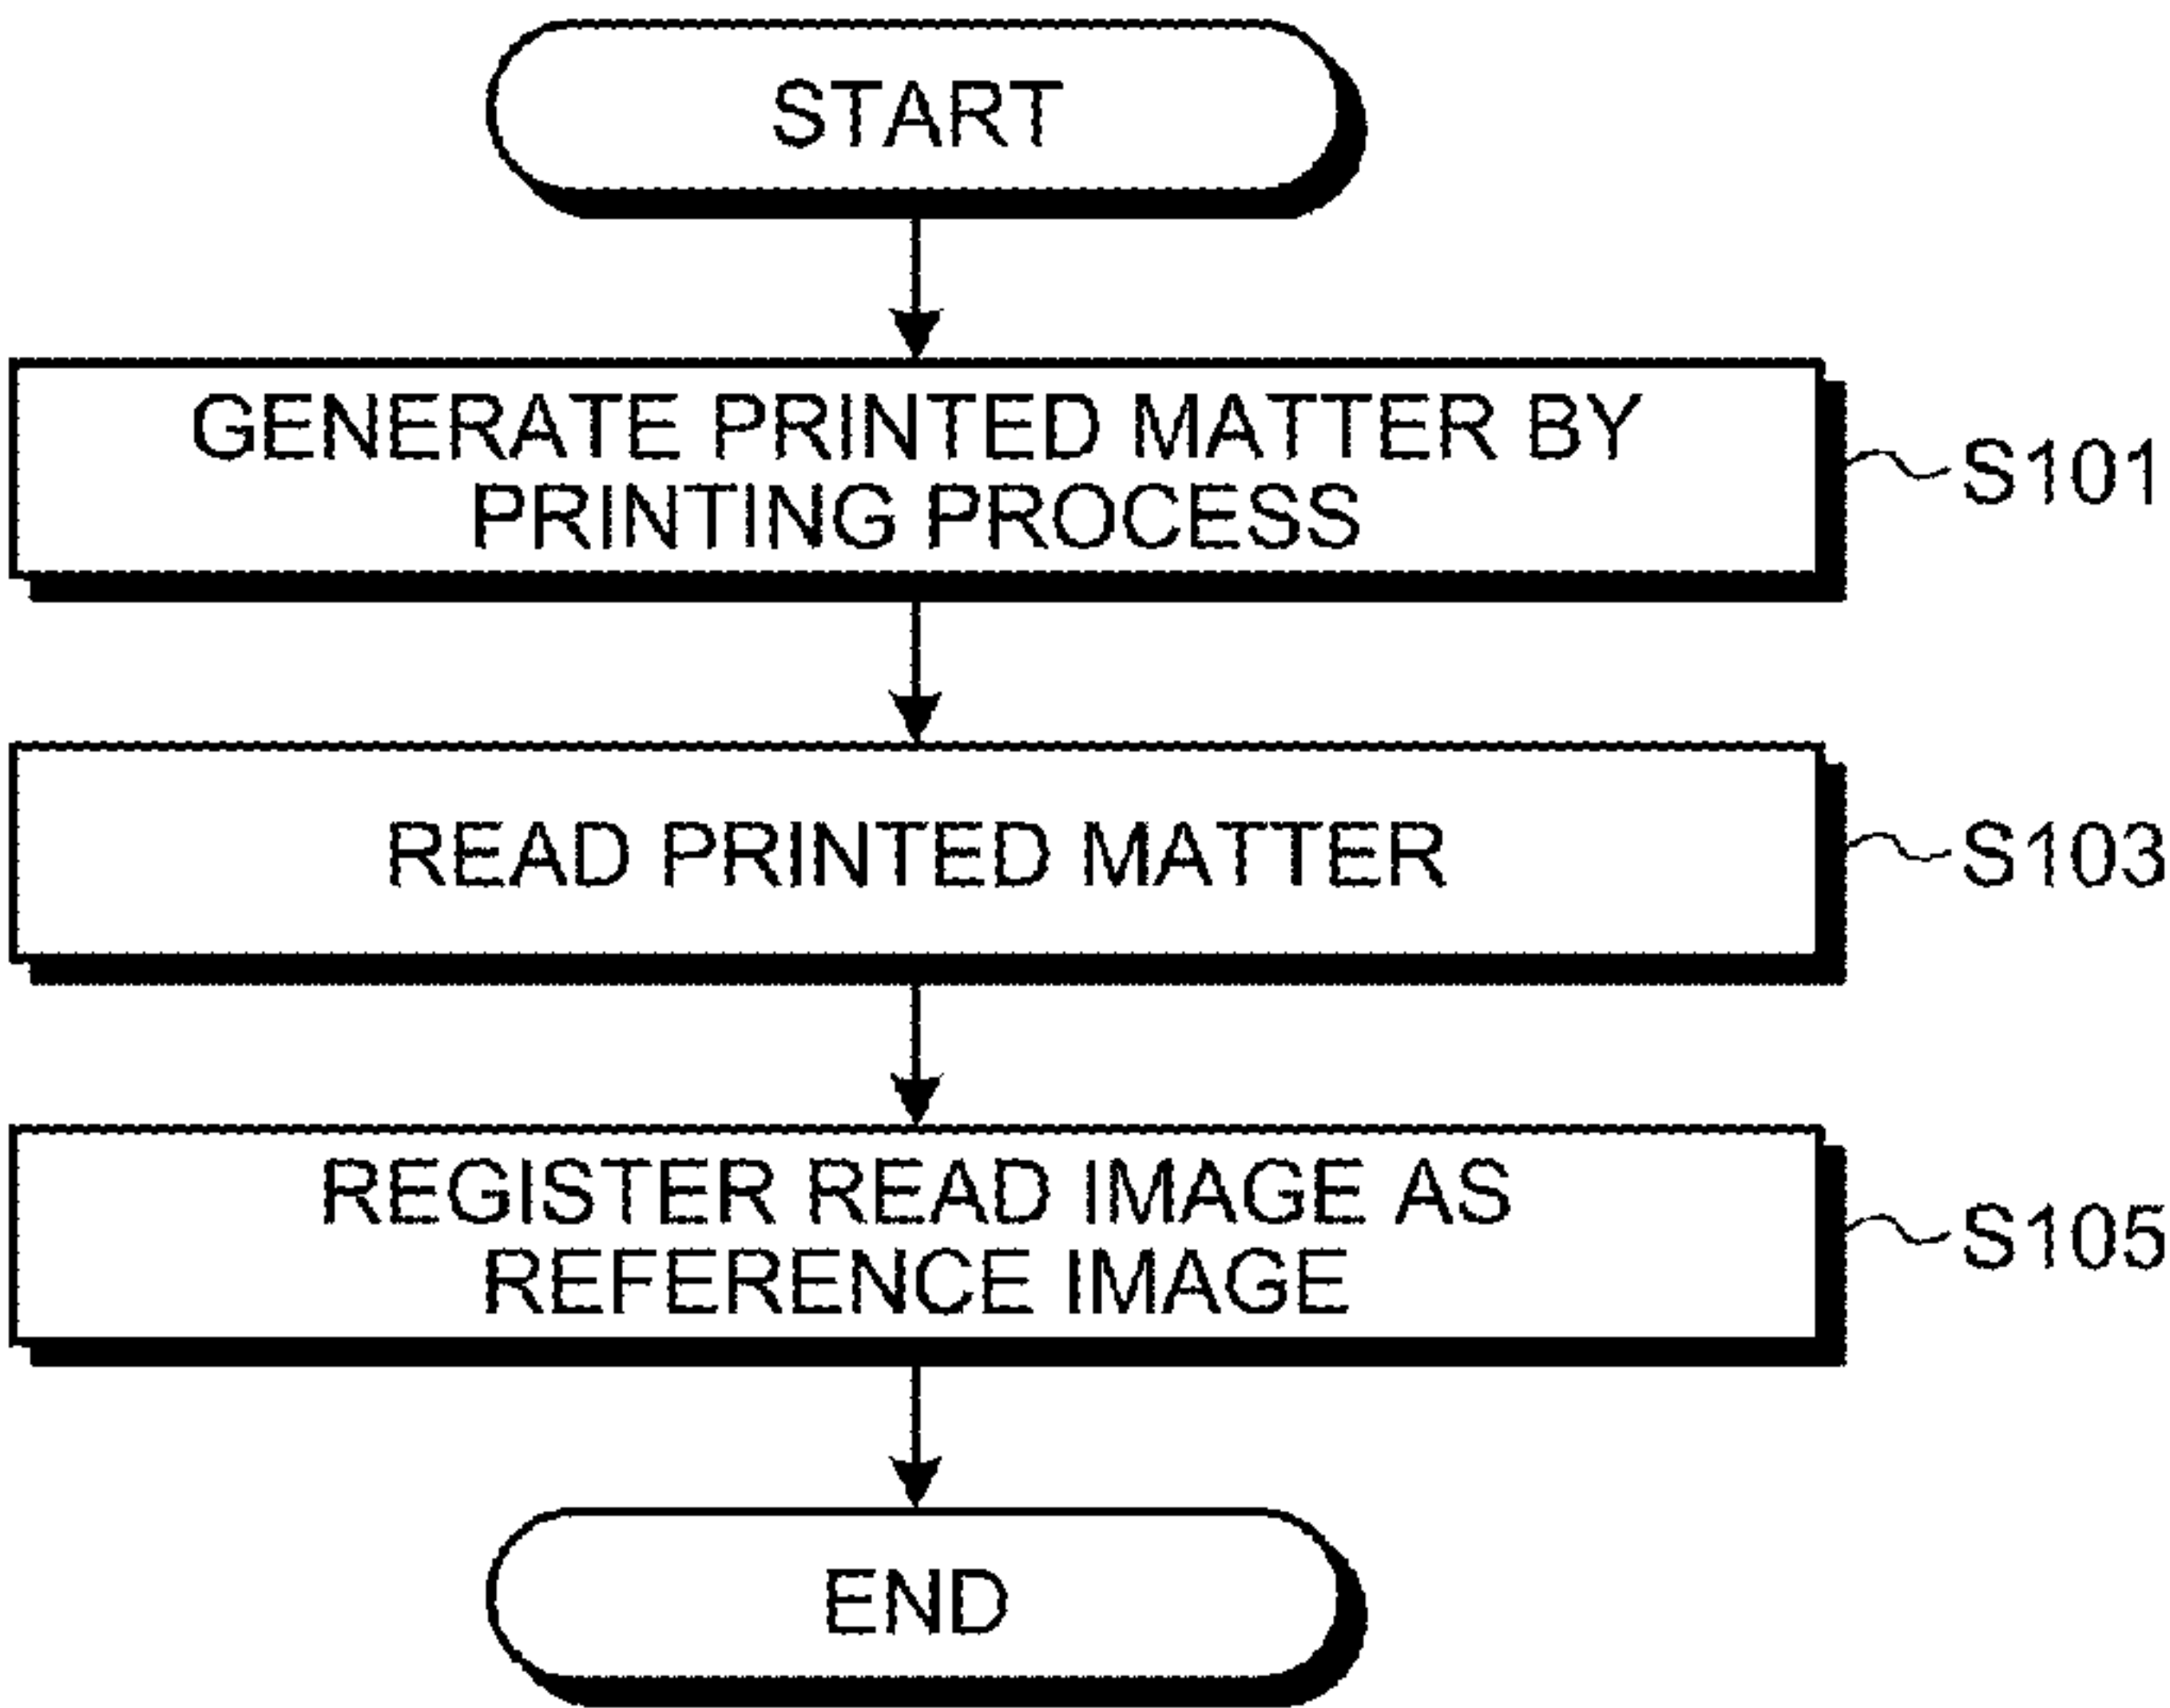 START
GENERATE PRINTED MATTER BY
PRINTING PROCESS
S101
READ PRINTED MATTER
S103
REGISTER READ IMAGE AS
REFERENCE IMAGE
S105
END